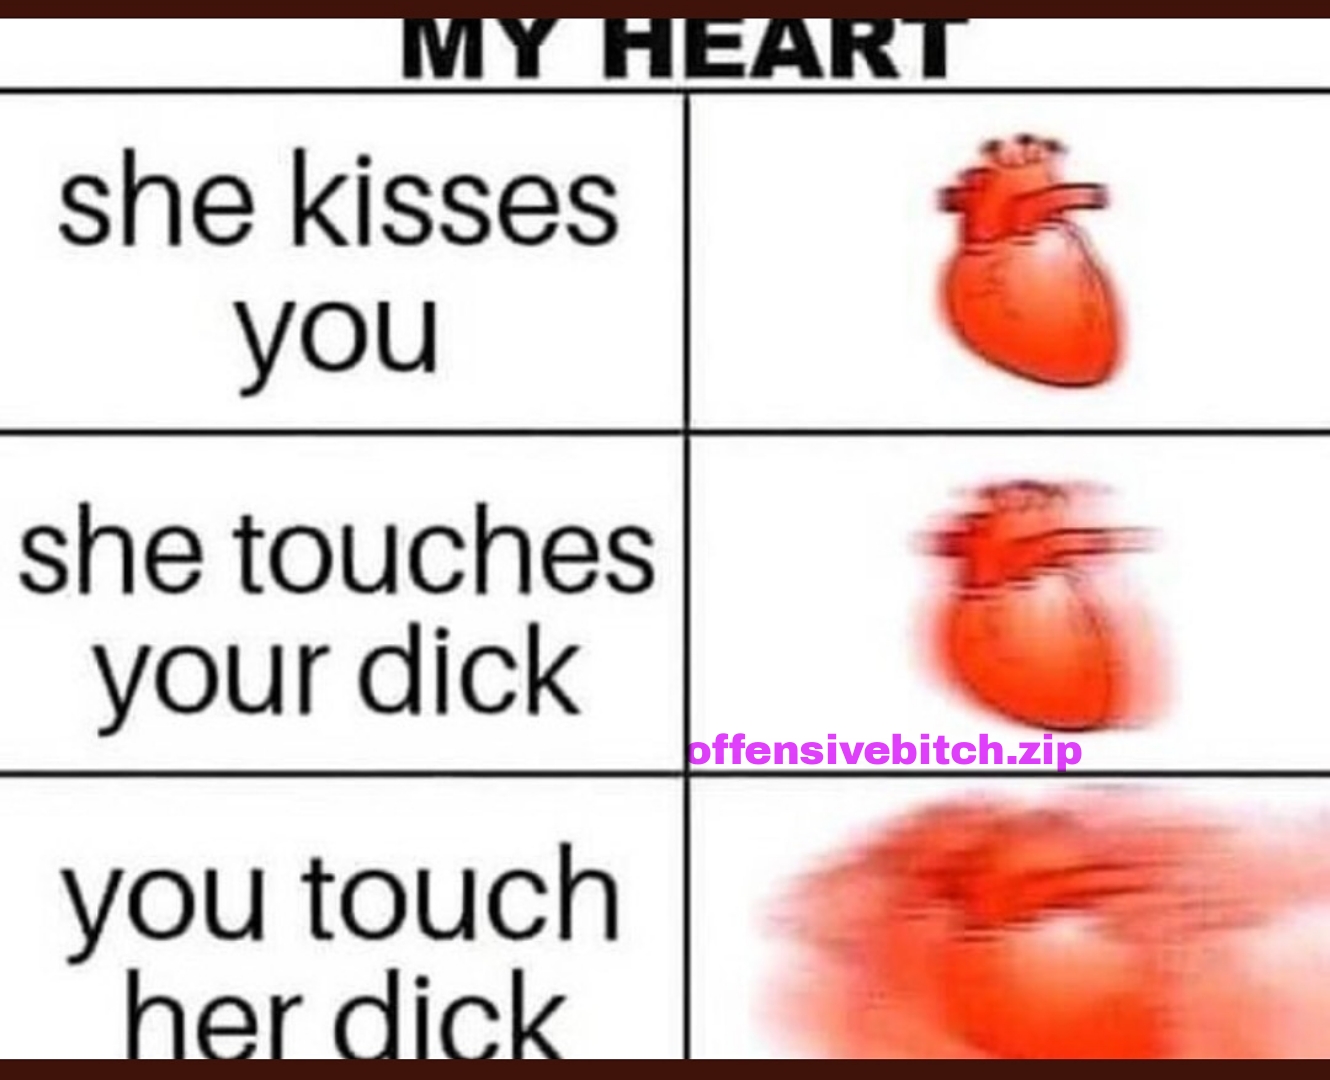 MY HEART
she kisses
you
she touches
your dick
offensivebitch.zip
you touch
her dick